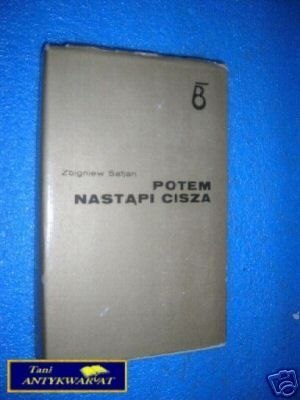 Zbigniew Safjan
POTEM
NASTĄPI CISZA
Tani
ANTYKWARIAT